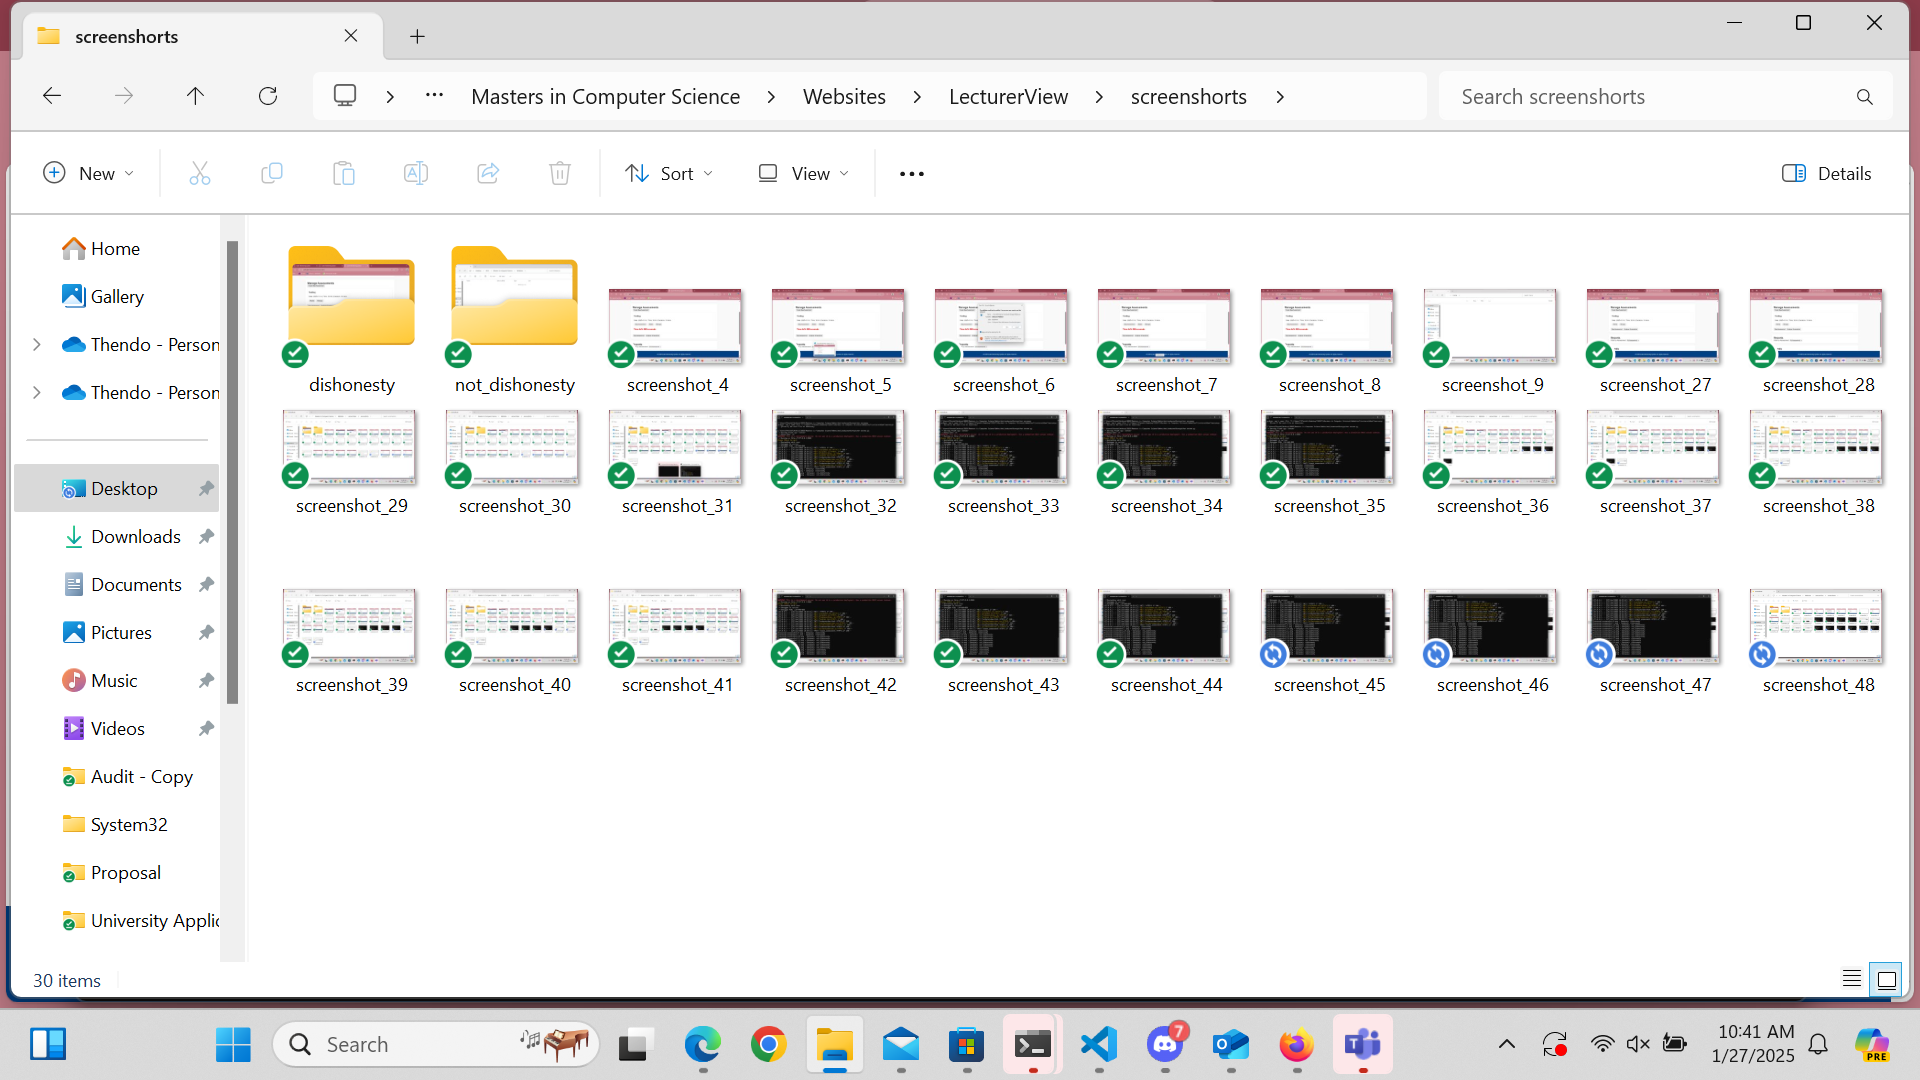 screenshorts
Masters in Computer Science
Websites
LecturerView
screenshorts
Search screenshorts
New
Sort
View
Details
Home
Gallery
Thendo - Person
Thendo - Person
Desktop
Downloads
Documents
Pictures
Music
Videos
Audit - Copy
System32
Proposal
University Applic
dishonesty
not_dishonesty
screenshot_4
screenshot_5
screenshot_6
screenshot_7
screenshot_8
screenshot_9
screenshot_27
screenshot_28
screenshot_29
screenshot_30
screenshot_31
screenshot_32
screenshot_33
screenshot_34
screenshot_35
screenshot_36
screenshot_37
screenshot_38
screenshot_39
screenshot_40
screenshot_41
screenshot_42
screenshot_43
screenshot_44
screenshot_45
screenshot_46
screenshot_47
screenshot_48
30 items
Search
7
10:41 AM
1/27/2025
PRE